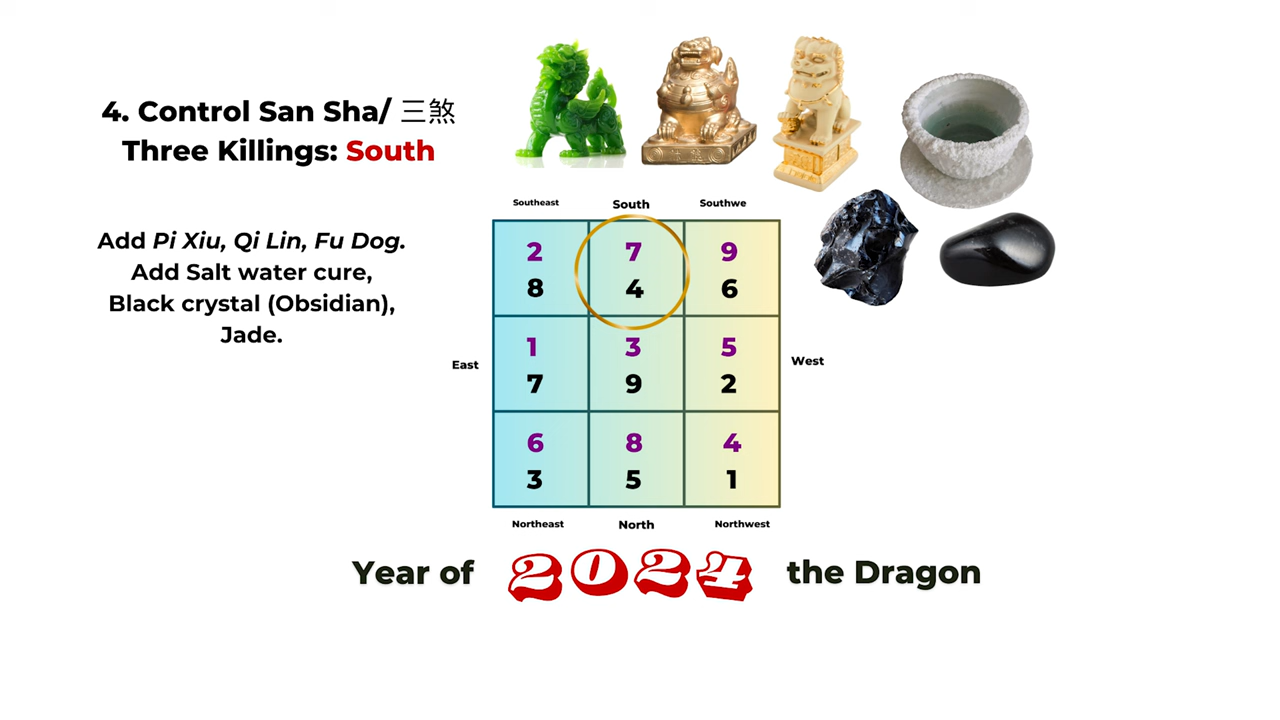 4. Control San Sha/ 三煞
Three Killings: South
Add Pi Xiu, Qi Lin, Fu Dog.
Add Salt water cure,
Black crystal (Obsidian),
Jade.
Southeast South Southwe
2 7 9
8 4 6
East
1 3 5
7 9 2
West
6 8 4
3 5 1
Northeast North Northwest
Year of 2024 the Dragon